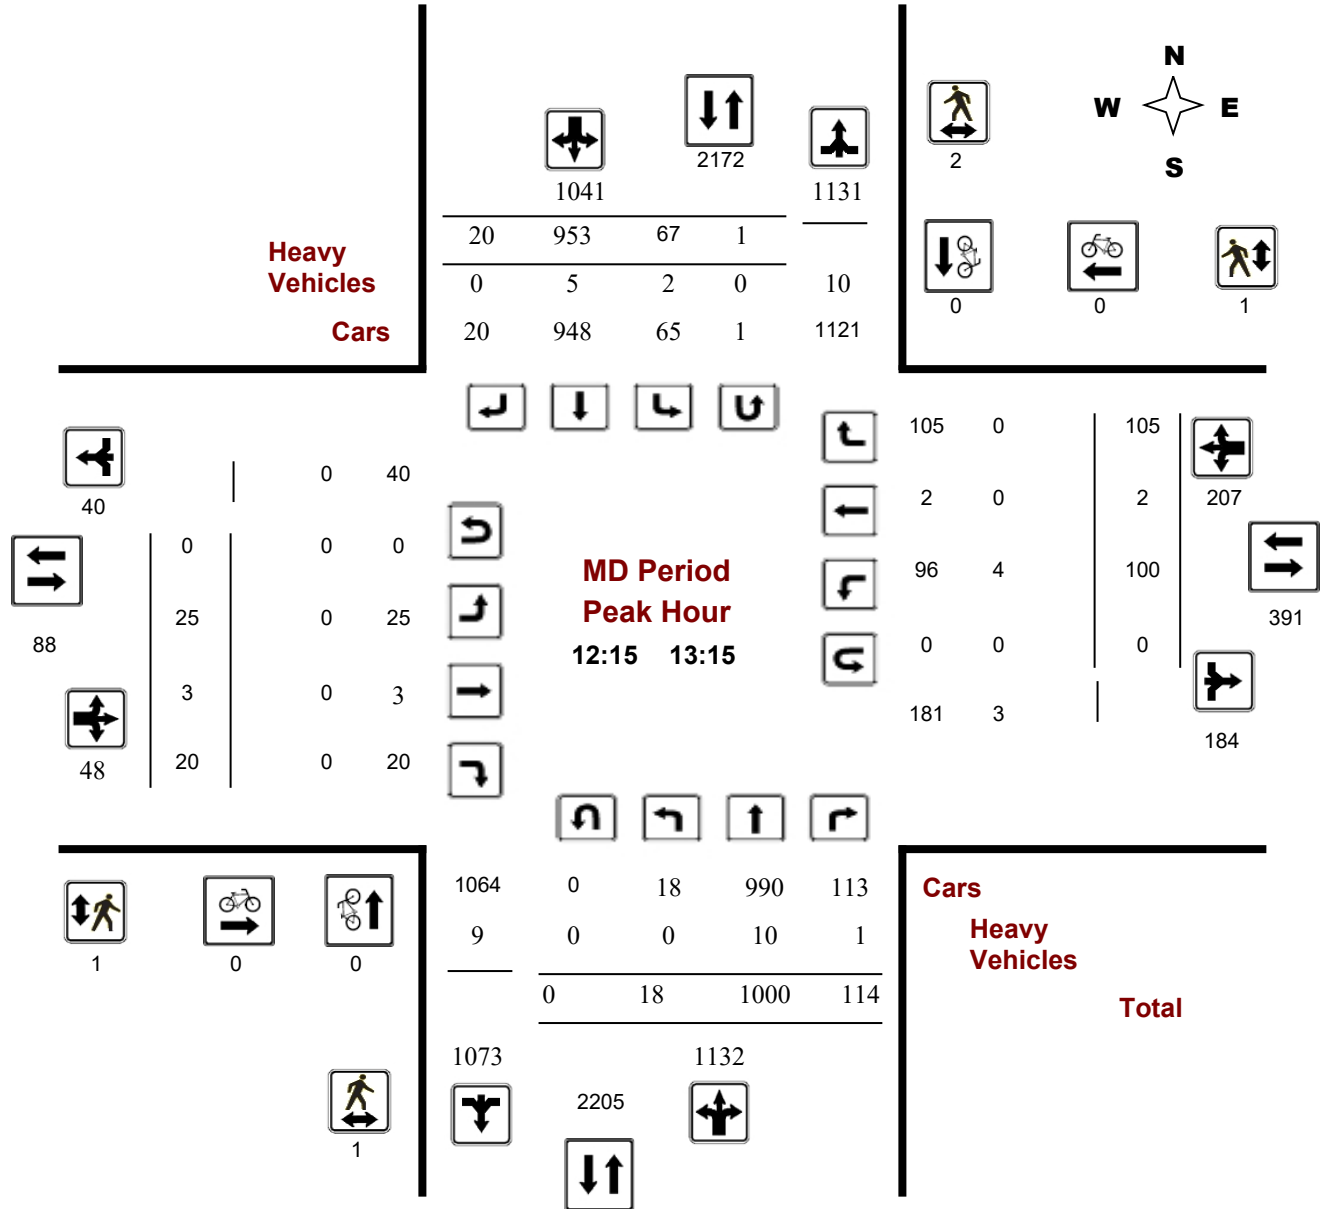 N
W E
S
2172
2
1041 1131
20 953 67 1
Heavy
Vehicles 0 5 2 0 10
0 0 1
Cars 20 948 65 1 1121
105 0 105
0 40
40
2 0 2 207
0 0 0
MD Period
96 4 100
Peak Hour
25 0 25
391
88
12:15 13:15
0 0 0
3 0 3
181 3
184
48 20 0 20
1064 0 18 990 113 Cars
9 0 0 10 1 Heavy
Vehicles
1 0 0
0 18 1000 114
Total
1073 1132
2205
1